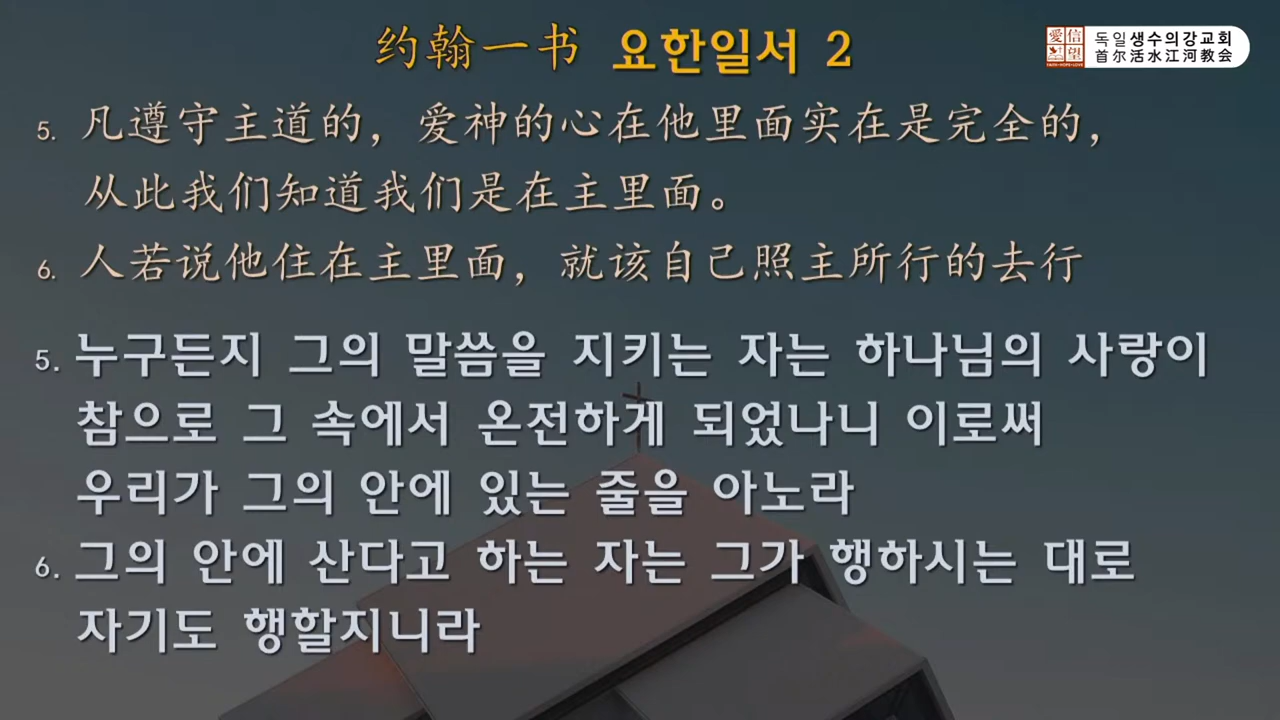 约翰一书 요한일서 2
爱信
望
FAITH • HOPE • LOVE
독일생수의강교회
首尔活水江河教会
5. 凡遵守主道的，爱神的心在他里面实在是完全的，
从此我们知道我们是在主里面。
6. 人若说他住在主里面，就该自己照主所行的去行
5. 누구든지 그의 말씀을 지키는 자는 하나님의 사랑이
참으로 그 속에서 온전하게 되었나니 이로써
우리가 그의 안에 있는 줄을 아노라
6. 그의 안에 산다고 하는 자는 그가 행하시는 대로
자기도 행할지니라